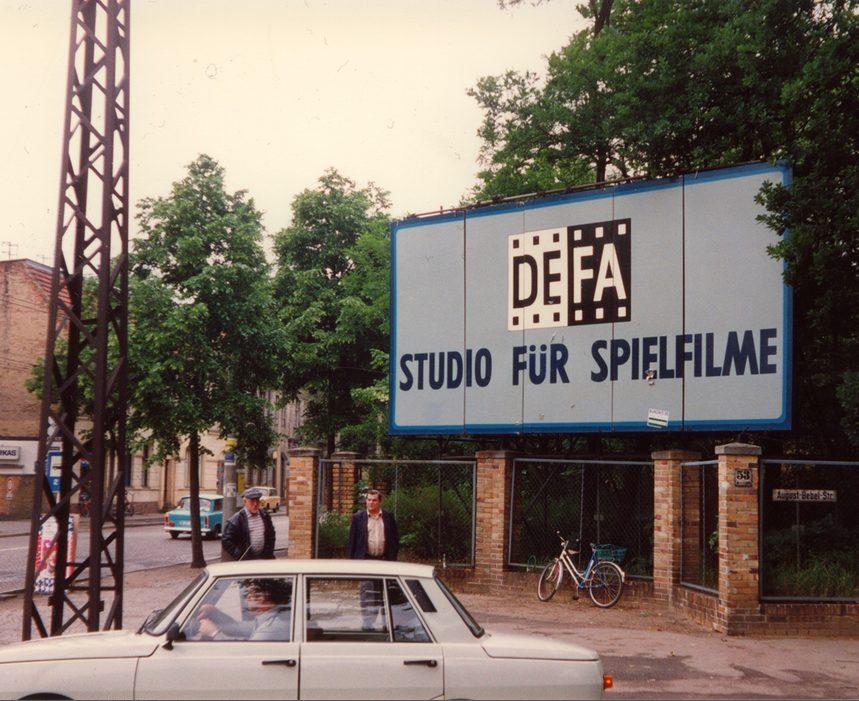 DEFA
STUDIO FÜR SPIELFILME
53
August-Bebel-Str.